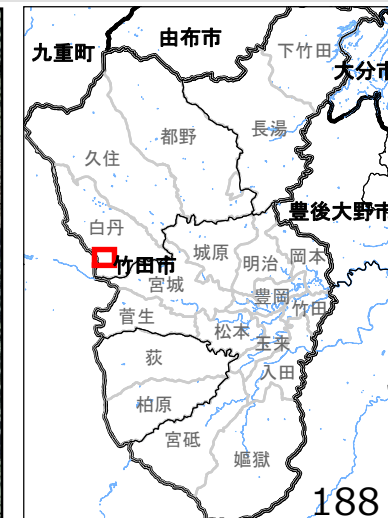 由布市
九重町
下竹田
大分市
都野
長湯
久住
白丹
豊後大野市
城原
明治
岡本
竹田市
宮城
豊岡
竹田
菅生
松本
玉来
荻
入田
柏原
宮砥
嫗獄
188